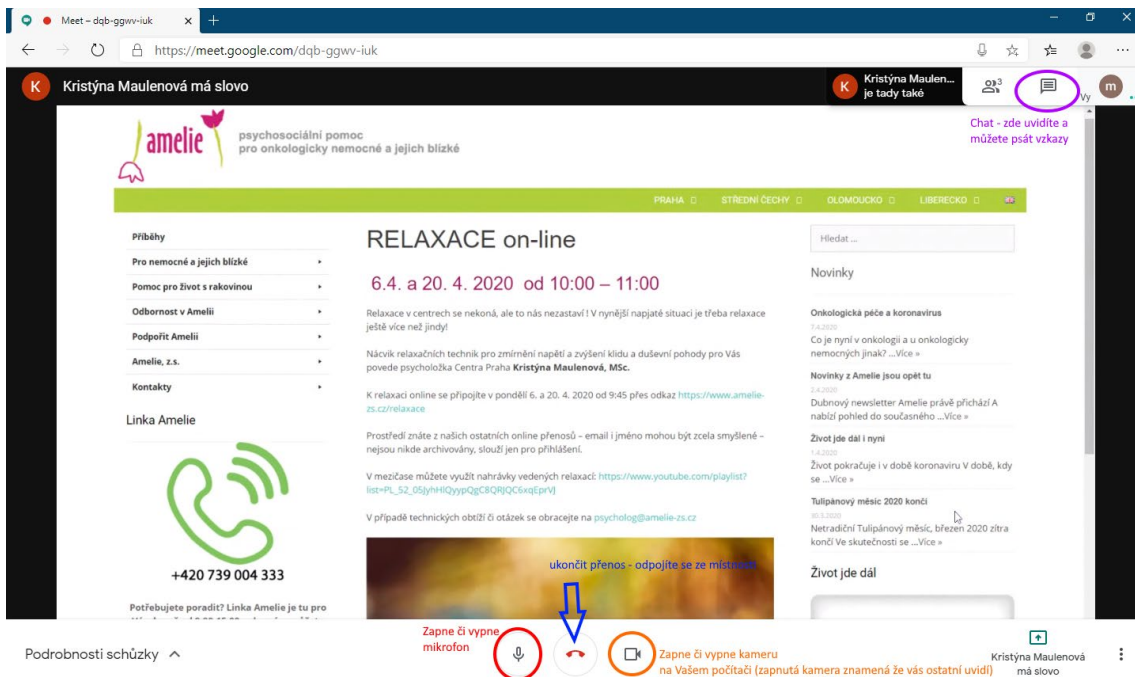 Meet – dqb-ggwv-iuk
https://meet.google.com/dqb-ggwv-iuk
K
Kristýna Maulenová má slovo
K
Kristýna Maulen...
je tady také
3
Vy
m
Chat - zde uvidíte a
můžete psát vzkazy
amelie
psychosociální pomoc
pro onkologicky nemocné a jejich blízké
PRAHA
STŘEDNÍ ČECHY
OLOMOUCKO
LIBERECKO
Příběhy
Pro nemocné a jejich blízké
Pomoc pro život s rakovinou
Odbornost v Amelii
Podpořit Amelii
Amelie, z.s.
Kontakty
Linka Amelie
+420 739 004 333
Potřebujete poradit? Linka Amelie je tu pro
RELAXACE on-line
6.4. a 20. 4. 2020 od 10:00 – 11:00
Relaxace v centrech se nekoná, ale to nás nezastaví ! V nynější napjaté situaci je třeba relaxace
ještě více než jindy!
Nácvik relaxačních technik pro zmírnění napětí a zvýšení klidu a duševní pohody pro Vás
povede psycholožka Centra Praha Kristýna Maulenová, MSc.
K relaxaci online se připojíte v pondělí 6. a 20. 4. 2020 od 9:45 přes odkaz https://www.amelie-
zs.cz/relaxace
Prostředí znáte z našich ostatních online přenosů – email i jméno mohou být zcela smyšlené –
nejsou nikde archivovány, slouží jen pro přihlášení.
V mezičase můžete využít nahrávky vedených relaxací: https://www.youtube.com/playlist?
V případě technických obtíží či otázek se obracejte na psycholog@amelie-zs.cz
ukončit přenos - odpojíte se ze
Hledat ...
Novinky
Onkologická péče a koronavirus
7.4.2020
Co je nyní v onkologii a u onkologicky
nemocných jinak? ...Více »
Novinky z Amelie jsou opět tu
2.4.2020
Dubnový newsletter Amelie právě přichází A
nabízí pohled do současného ...Více »
Život jde dál i nyní
1.4.2020
Život pokračuje i v době koronaviru V době, kdy
se ...Více »
Tulipánový měsíc 2020 končí
30.3.2020
Netradiční Tulipánový měsíc, březen 2020 zítra
končí Ve skutečnosti se ...Více »
Život jde dál
Podrobnosti schůzky
Zapne či vypne
mikrofon
Zapne či vypne kameru
na Vašem počítači (zapnutá kamera znamená že vás ostatní uvidí)
Kristýna Maulenová
má slovo